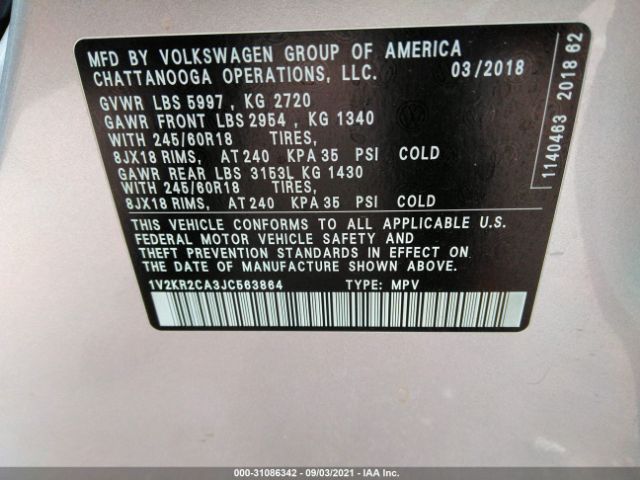 MFD BY VOLKSWAGEN GROUP OF AMERICA
CHATTANOOGA OPERATIONS, LLC. 03/2018
GVWR LBS 5997 , KG 2720
GAWR FRONT LBS 2954 , KG 1340
WITH 245/60R18 TIRES,
8JX18 RIMS, AT 240 KPA 35 PSI COLD
GAWR REAR LBS 3153L KG 1430
WITH 245/60R18 TIRES,
8JX18 RIMS, AT 240 KPA 35 PSI COLD
THIS VEHICLE CONFORMS TO ALL APPLICABLE U.S.
FEDERAL MOTOR VEHICLE SAFETY AND
THEFT PREVENTION STANDARDS IN EFFECT ON
THE DATE OF MANUFACTURE SHOWN ABOVE.
1V2KR2CA3JC563864 TYPE: MPV
1140463 2018 62
000-31086342 - 09/03/2021 - IAA Inc.